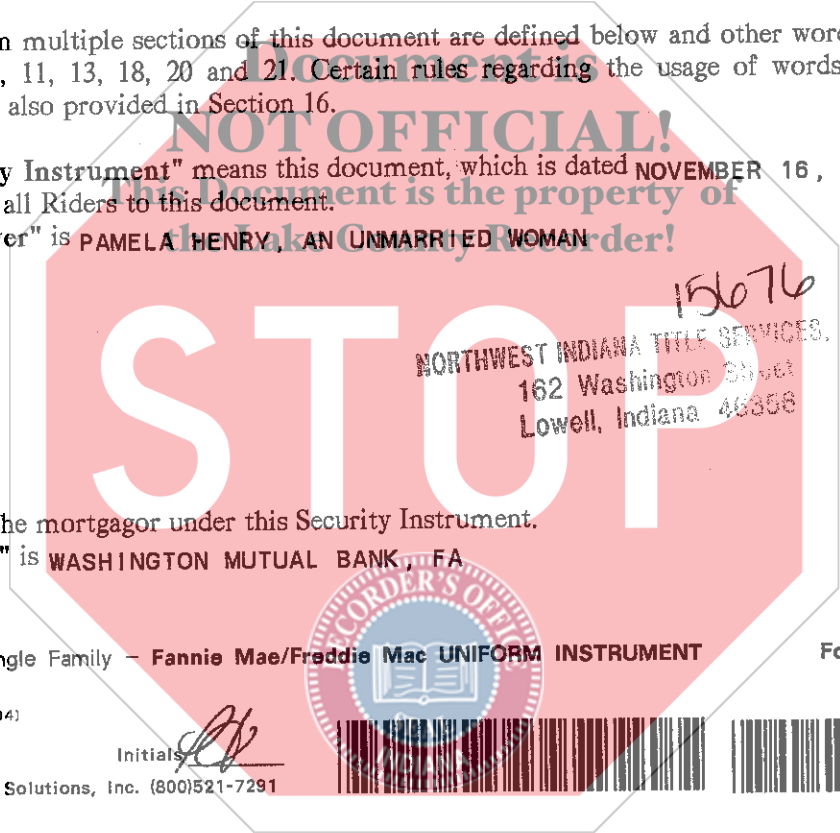 n multiple sections of this document are defined below and other wor
, 11, 13, 18, 20 and 21. Certain rules regarding the usage of words
also provided in Section 16.
Document is
NOT OFFICIAL!
This Document is the property of
the Lake County Recorder!
y Instrument" means this document, which is dated NOVEMBER 16,
all Riders to this document.
er" is PAMELA HENRY, AN UNMARRIED WOMAN
15676
NORTHWEST INDIANA TITLE SERVICES,
162 Washington Street
Lowell, Indiana 46356
STOP
he mortgagor under this Security Instrument.
" is WASHINGTON MUTUAL BANK, FA
RECORDER'S OFFICE
SEAL
INDIANA
ngle Family - Fannie Mae/Freddie Mac UNIFORM INSTRUMENT Fo
04)
Initials
Solutions, Inc. (800)521-7291